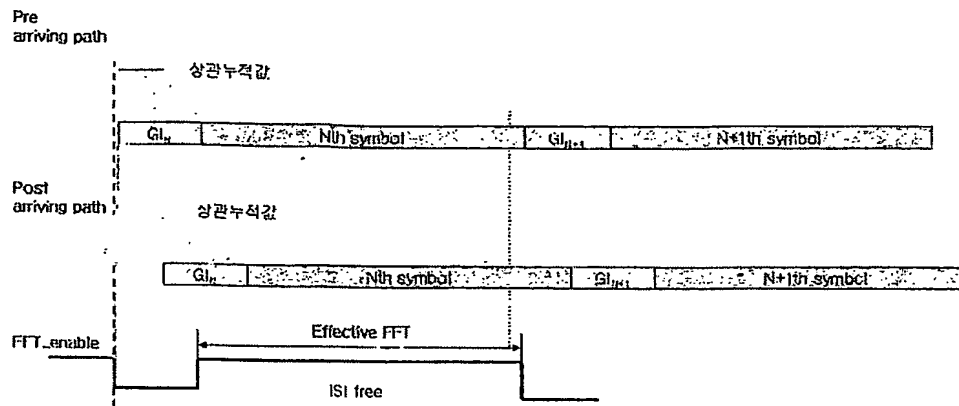 Pre
arriving path
상관누적값
GI_N
Nth symbol
GI_N+1
N+1th symbol
Post
arriving path
상관누적값
GI_N
Nth symbol
GI_N+1
N+1th symbol
FFT_enable
Effective FFT
ISI free